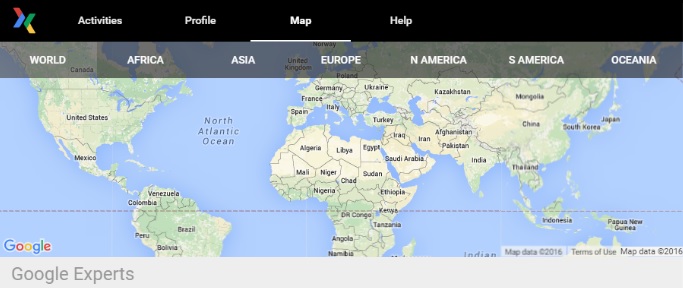 Activities Profile Map Help
WORLD AFRICA ASIA EUROPE N AMERICA S AMERICA OCEANIA
Norway
Canada
United Kingdom
Poland
Germany
Ukraine
Kazakhstan
Mongolia
France
Italy
Spain
Turkey
United States
North Atlantic Ocean
China
South Korea
Japan
Afghanistan
Iraq
Iran
Pakistan
Algeria
Libya
Egypt
Saudi Arabia
India
Mexico
Thailand
Mali
Niger
Chad
Sudan
Nigeria
Ethiopia
Venezuela
Colombia
DR Congo
Kenya
Tanzania
Indonesia
Papua New Guinea
Peru
Brazil
Bolivia
Angola
Namibia
Indian
Google
Map data ©2016 Terms of Use Map data ©2016
Google Experts